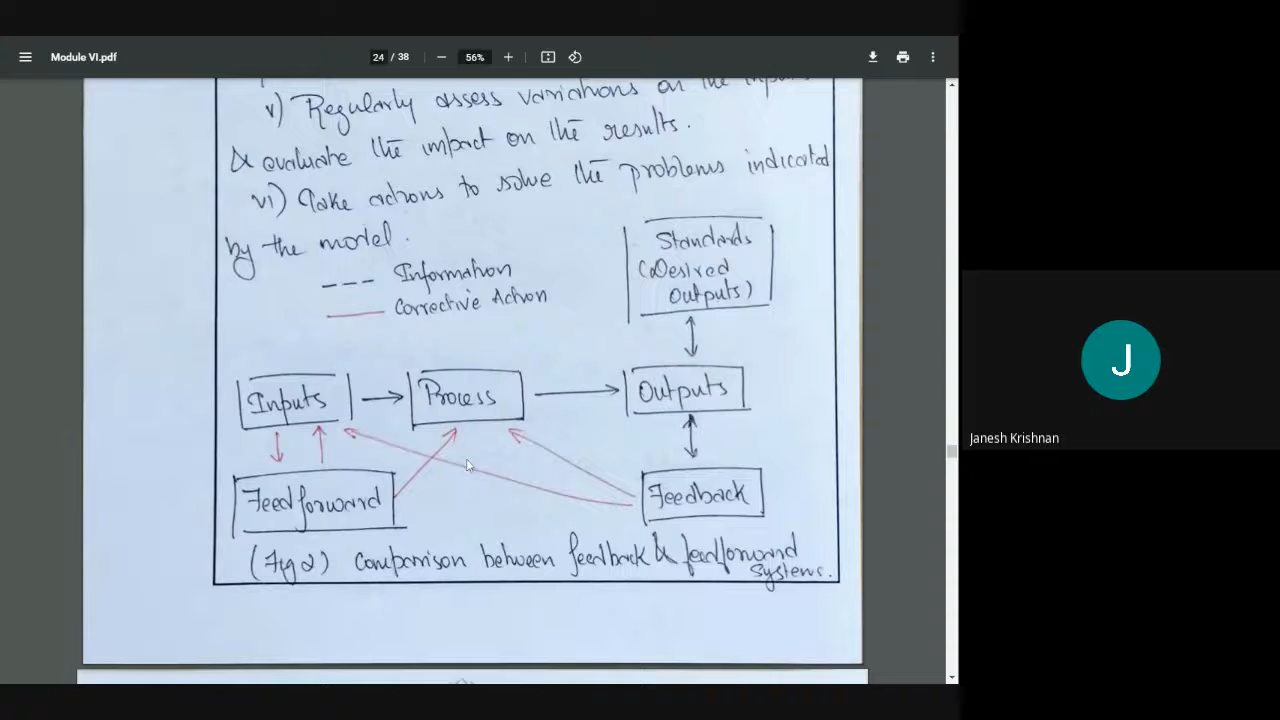 Module VI.pdf
24 / 38
56%
v) Regularly assess variations on the inputs
& evaluate the impact on the results.
vi) Take actions to solve the problems indicated
by the model.
Information
Corrective Action
Standards
(Desired
Outputs)
Inputs
Process
Outputs
Feedforward
Feedback
(Fig 2) Comparison between feedback & feedforward
systems.
J
Janesh Krishnan